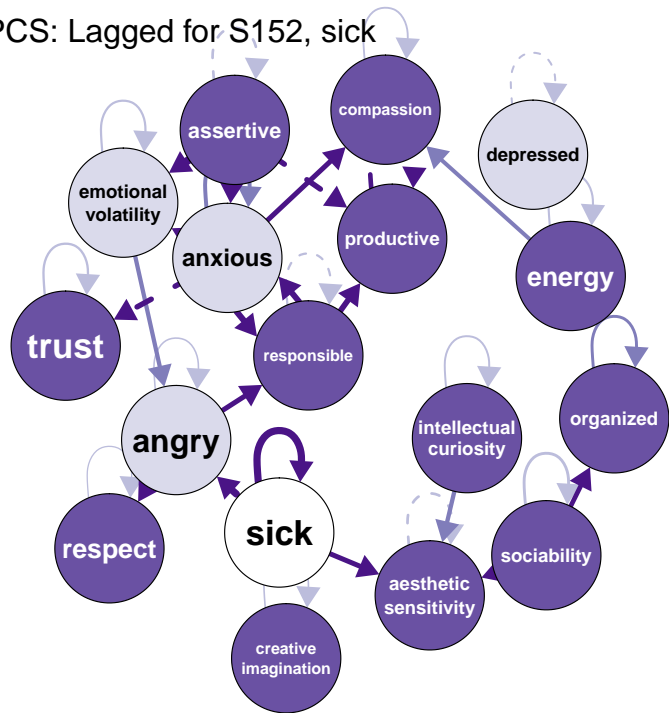 PCS: Lagged for S152, sick
compassion
assertive
depressed
emotional
volatility
productive
anxious
energy
trust
responsible
organized
intellectual
curiosity
angry
sick
respect
sociability
aesthetic
sensitivity
creative
imagination